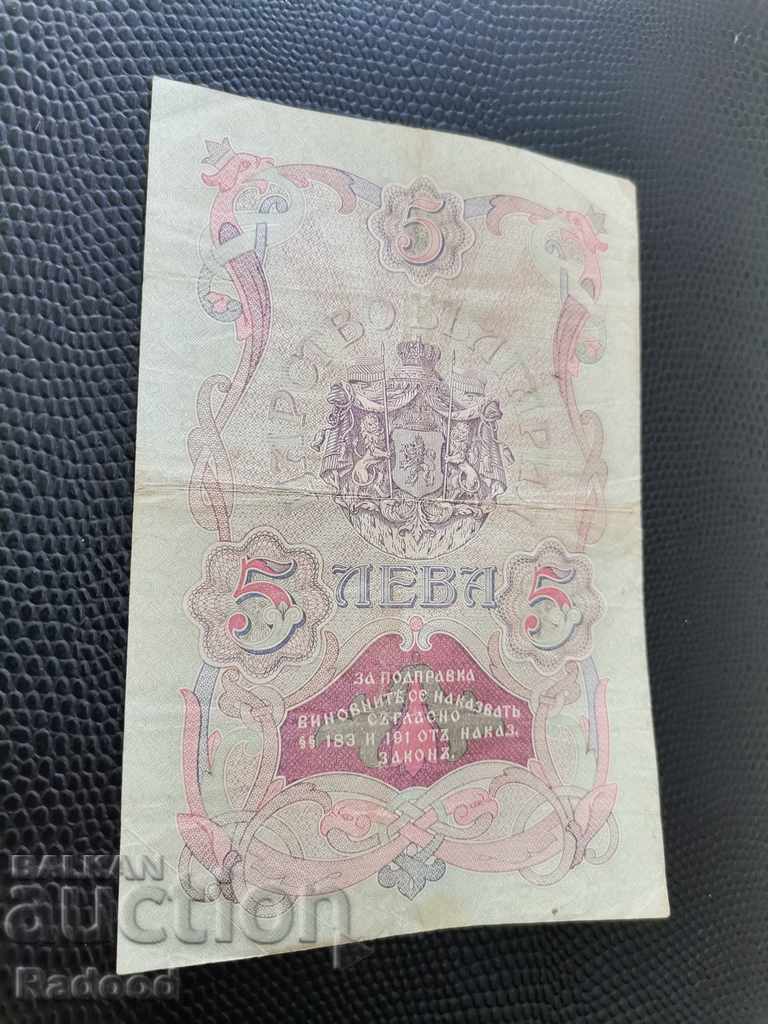 5
ЦАРСТВО БЪЛГАРИЯ
5 ЛЕВА 5
ЗА ПОДПРАВКА
ВИНОВНИТѢ СЕ НАКАЗВАТЪ
СЪГЛАСНО
§§ 183 И 191 ОТЪ НАКАЗ.
ЗАКОНЪ.
BALKAN
auction
Radood